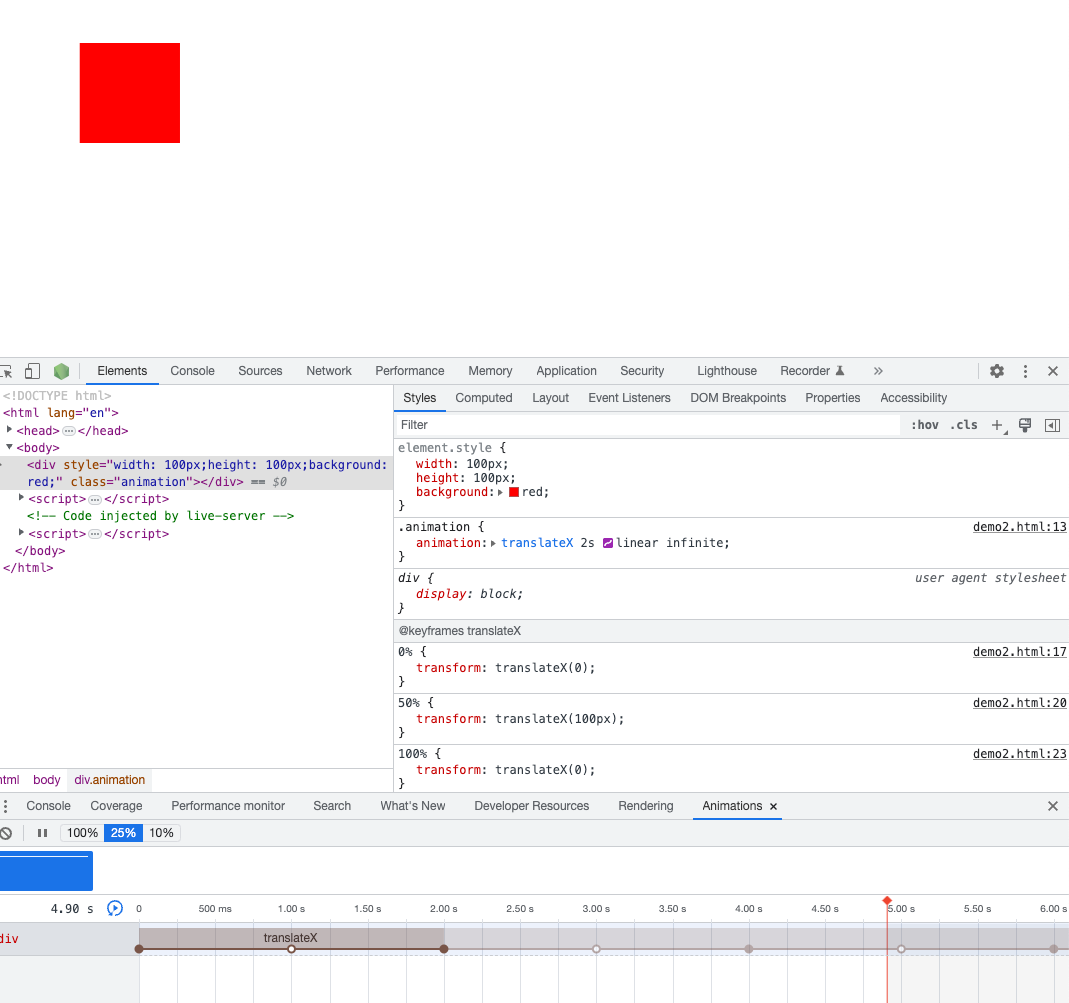 Elements Console Sources Network Performance Memory Application Security Lighthouse Recorder »
<!DOCTYPE html>
<html lang="en">
<head>…</head>
<body>
<div style="width: 100px;height: 100px;background:
red;" class="animation"></div> == $0
<script>…</script>
<!-- Code injected by live-server -->
<script>…</script>
</body>
</html>
html body div.animation
Styles Computed Layout Event Listeners DOM Breakpoints Properties Accessibility
Filter :hov .cls +
element.style {
width: 100px;
height: 100px;
background: red;
}
.animation { demo2.html:13
animation: translateX 2s linear infinite;
}
div { user agent stylesheet
display: block;
}
@keyframes translateX
0% { demo2.html:17
transform: translateX(0);
}
50% { demo2.html:20
transform: translateX(100px);
}
100% { demo2.html:23
transform: translateX(0);
}
Console Coverage Performance monitor Search What's New Developer Resources Rendering Animations ×
100% 25% 10%
4.90 s 0 500 ms 1.00 s 1.50 s 2.00 s 2.50 s 3.00 s 3.50 s 4.00 s 4.50 s 5.00 s 5.50 s 6.00 s
div translateX